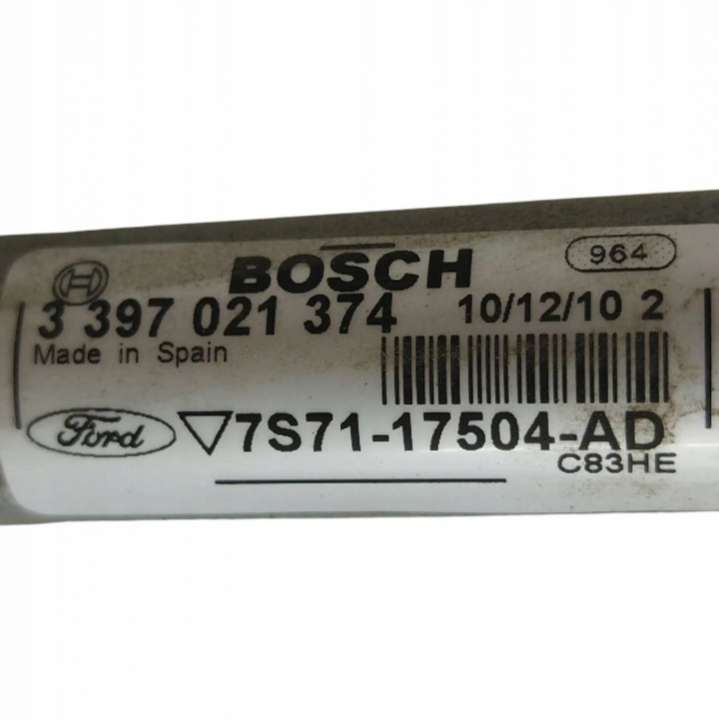 BOSCH 964
3 397 021 374 10/12/10 2
Made in Spain
Ford 7S71-17504-AD
C83HE